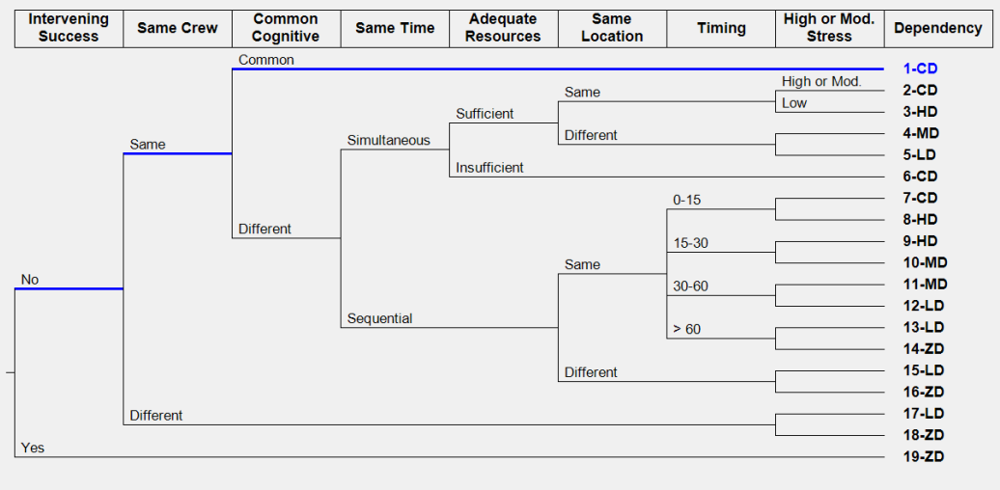 Intervening Success
Same Crew
Common Cognitive
Same Time
Adequate Resources
Same Location
Timing
High or Mod. Stress
Dependency
Common
1-CD
High or Mod.
2-CD
Same
Low
3-HD
Sufficient
4-MD
Different
Same
Simultaneous
5-LD
Insufficient
6-CD
0-15
7-CD
Different
8-HD
15-30
9-HD
Same
10-MD
No
30-60
11-MD
12-LD
Sequential
> 60
13-LD
14-ZD
Different
15-LD
16-ZD
Different
17-LD
18-ZD
Yes
19-ZD